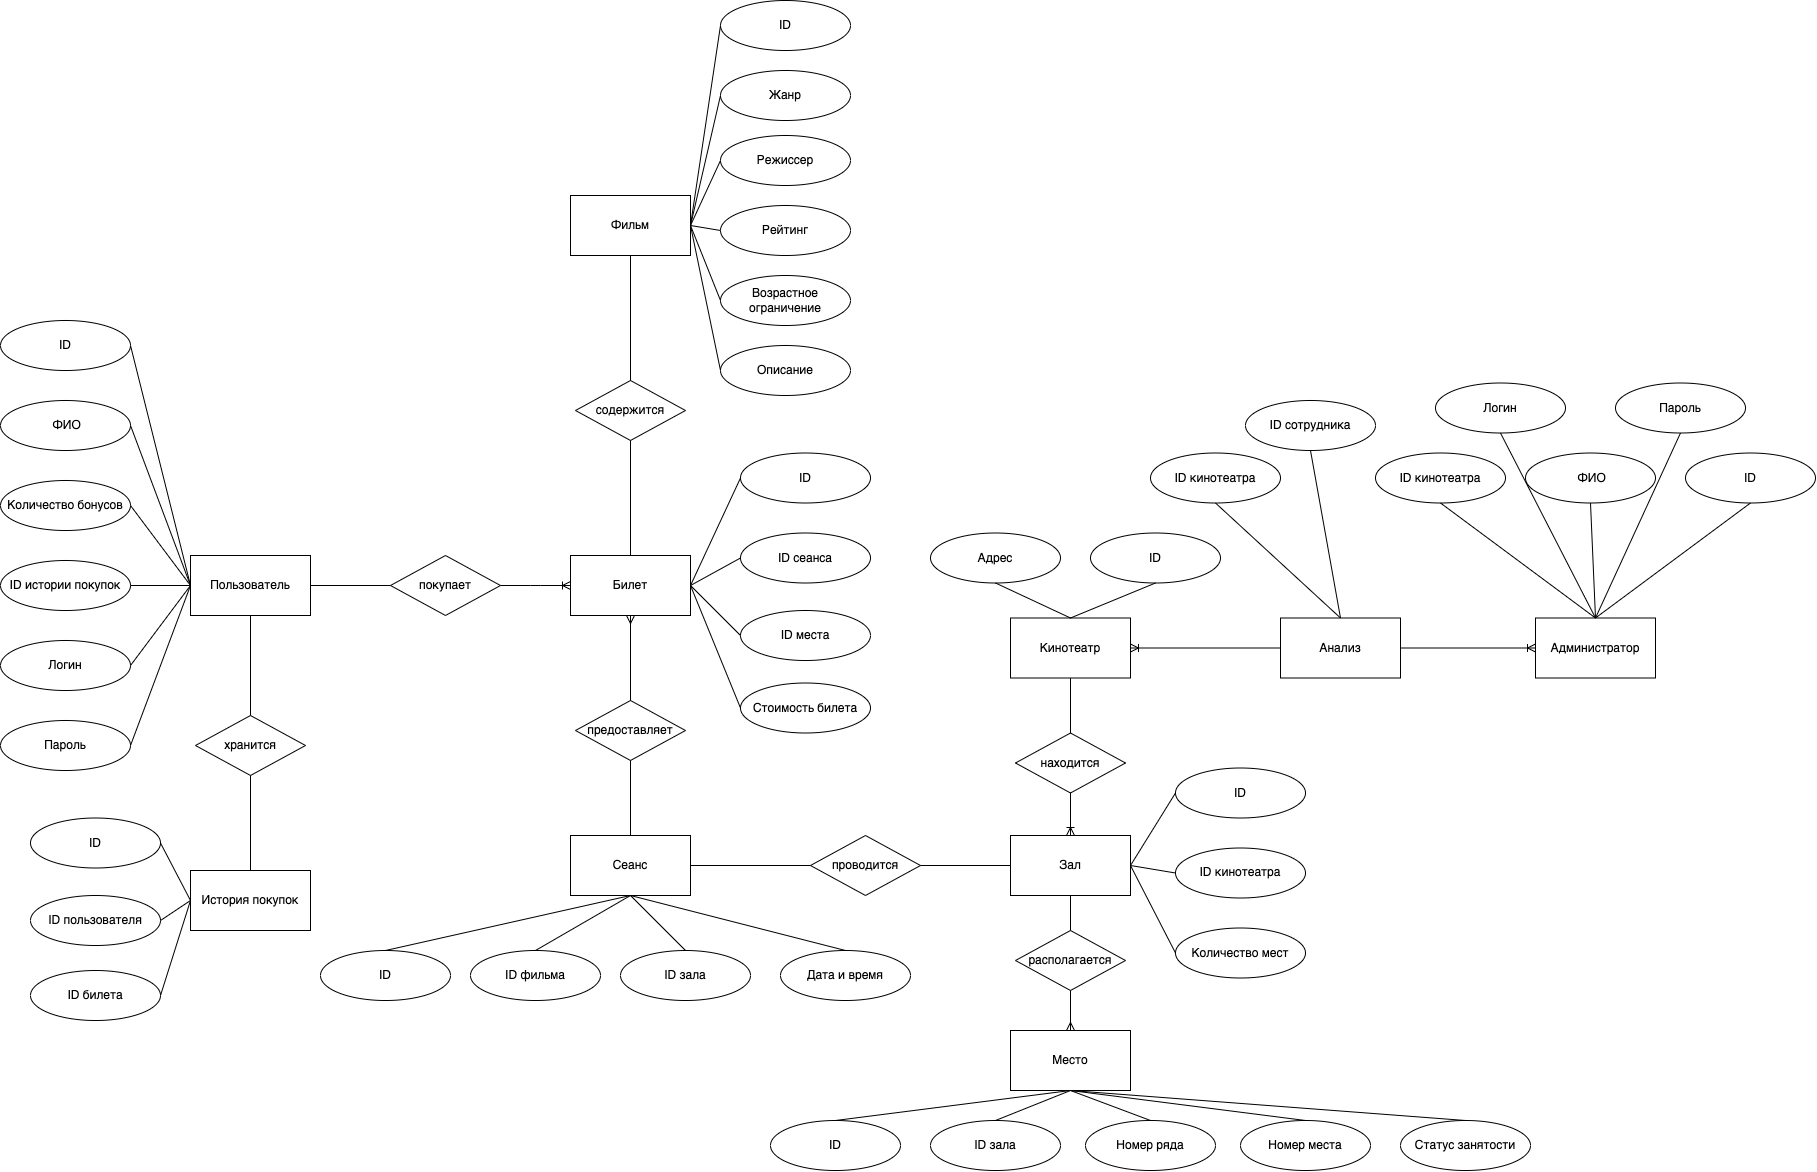 ID
Жанр
Режиссер
Фильм
Рейтинг
Возрастное
ограничение
Описание
содержится
ID
ФИО
Количество бонусов
ID истории покупок
Логин
Пароль
Пользователь
покупает
Билет
ID
ID сеанса
ID места
Стоимость билета
хранится
История покупок
ID
ID пользователя
ID билета
предоставляет
Сеанс
ID
ID фильма
ID зала
Дата и время
проводится
Адрес
ID
Кинотеатр
ID кинотеатра
ID сотрудника
Анализ
ID кинотеатра
Логин
ФИО
Пароль
ID
Администратор
находится
Зал
ID
ID кинотеатра
Количество мест
располагается
Место
ID
ID зала
Номер ряда
Номер места
Статус занятости